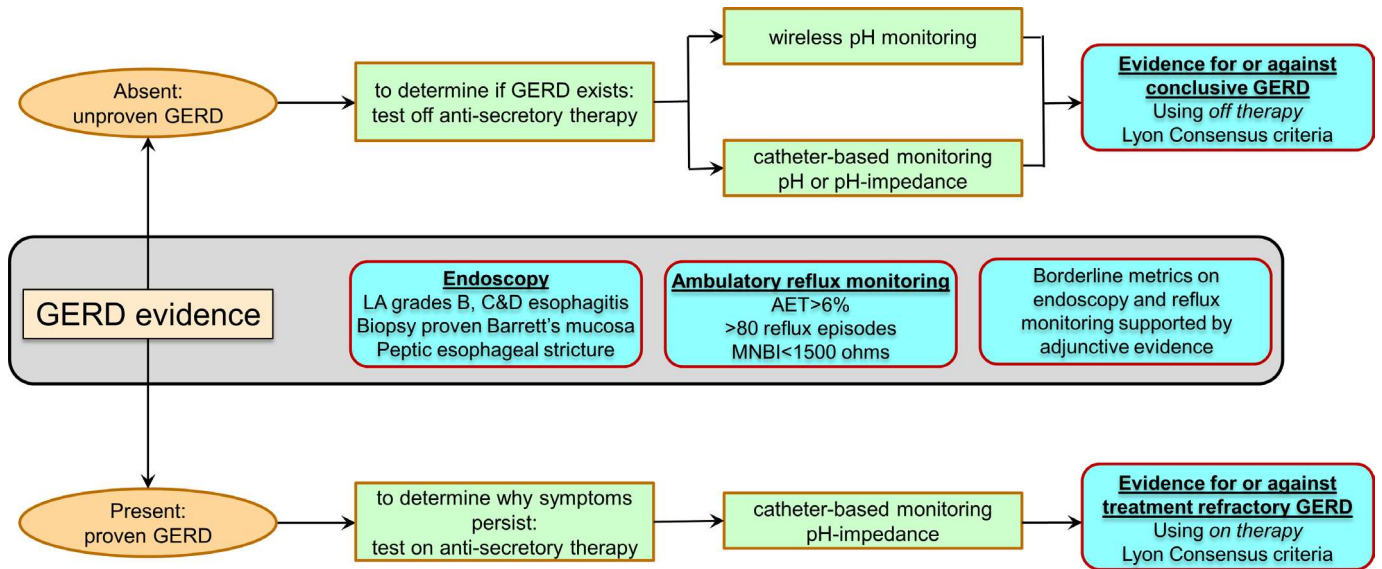 Absent:
unproven GERD
to determine if GERD exists:
test off anti-secretory therapy
wireless pH monitoring
catheter-based monitoring
pH or pH-impedance
Evidence for or against
conclusive GERD
Using off therapy
Lyon Consensus criteria
GERD evidence
Endoscopy
LA grades B, C&D esophagitis
Biopsy proven Barrett's mucosa
Peptic esophageal stricture
Ambulatory reflux monitoring
AET>6%
>80 reflux episodes
MNBI<1500 ohms
Borderline metrics on
endoscopy and reflux
monitoring supported by
adjunctive evidence
Present:
proven GERD
to determine why symptoms
persist:
test on anti-secretory therapy
catheter-based monitoring
pH-impedance
Evidence for or against
treatment refractory GERD
Using on therapy
Lyon Consensus criteria